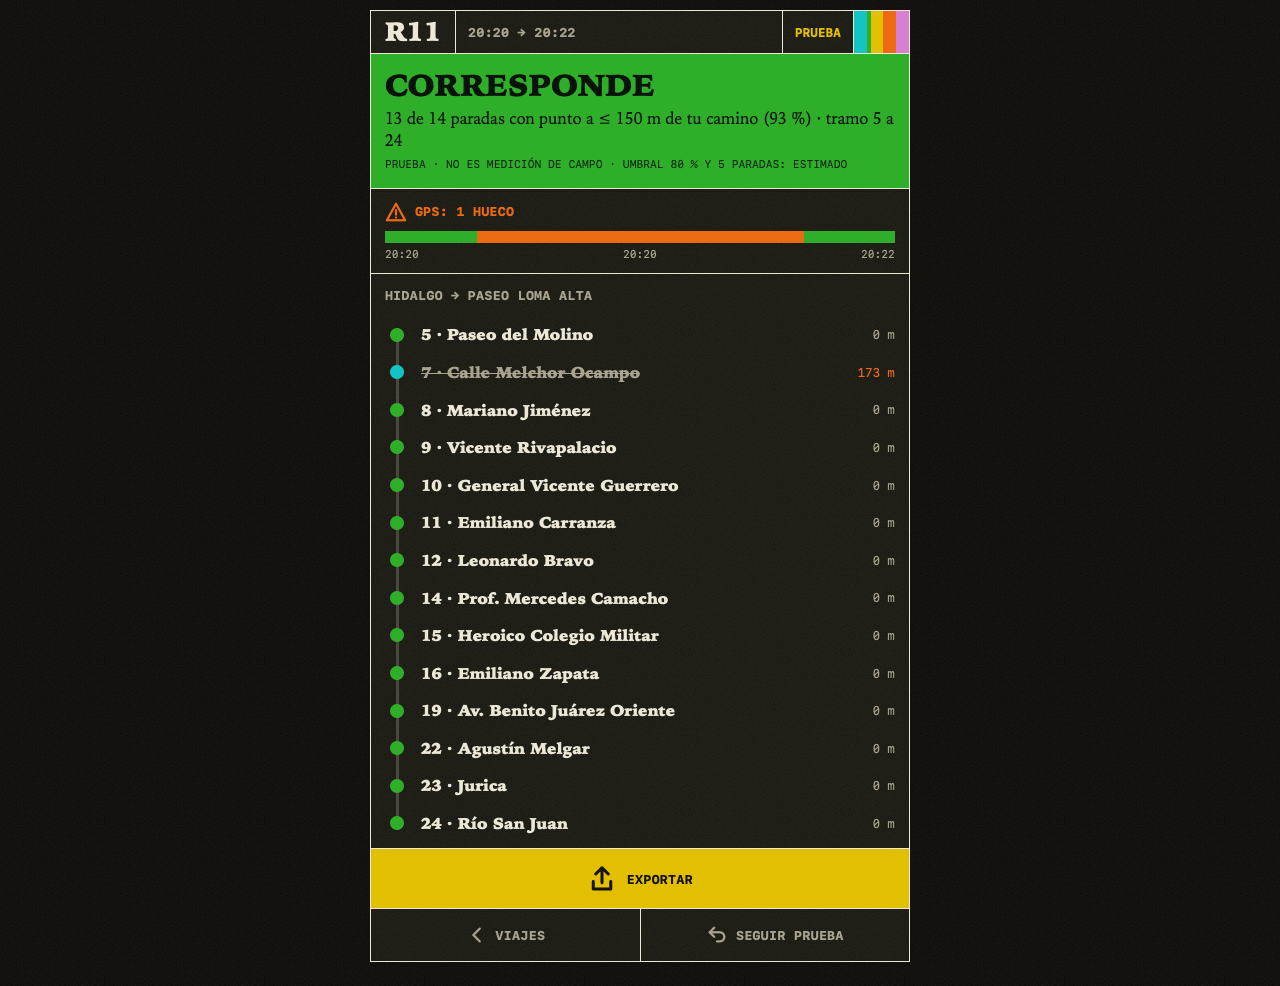 R11
20:20 → 20:22
PRUEBA
CORRESPONDE
13 de 14 paradas con punto a ≤ 150 m de tu camino (93 %) · tramo 5 a
24
PRUEBA · NO ES MEDICIÓN DE CAMPO · UMBRAL 80 % Y 5 PARADAS: ESTIMADO
GPS: 1 HUECO
20:20 20:20 20:22
HIDALGO → PASEO LOMA ALTA
5 · Paseo del Molino 0 m
7 · Calle Melchor Ocampo 173 m
8 · Mariano Jiménez 0 m
9 · Vicente Rivapalacio 0 m
10 · General Vicente Guerrero 0 m
11 · Emiliano Carranza 0 m
12 · Leonardo Bravo 0 m
14 · Prof. Mercedes Camacho 0 m
15 · Heroico Colegio Militar 0 m
16 · Emiliano Zapata 0 m
19 · Av. Benito Juárez Oriente 0 m
22 · Agustín Melgar 0 m
23 · Jurica 0 m
24 · Río San Juan 0 m
EXPORTAR
VIAJES
SEGUIR PRUEBA